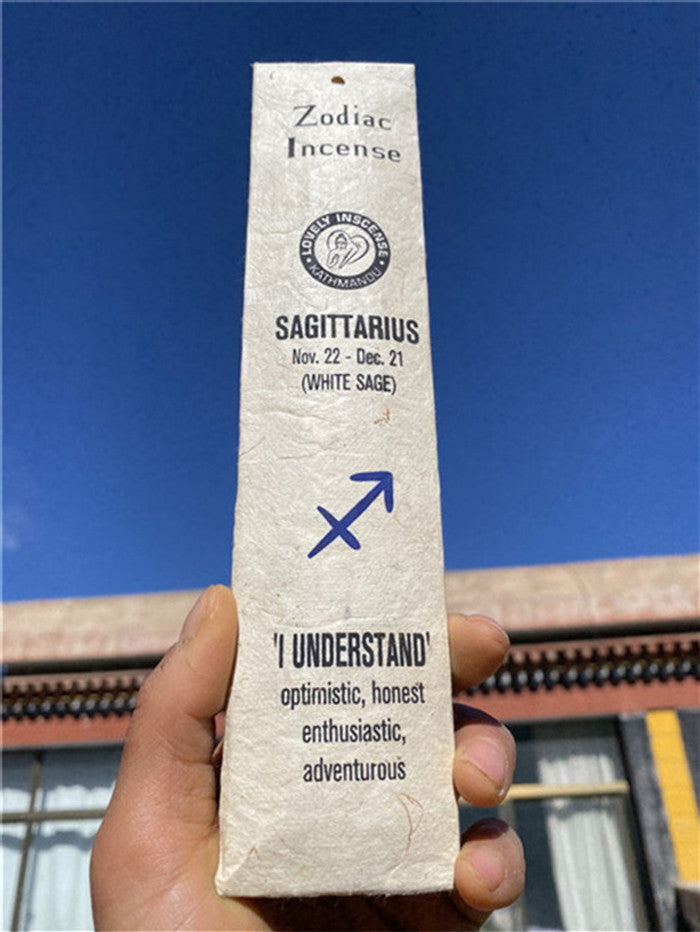 Zodiac
Incense
LOVELY INSCENSE
KATHMANDU
SAGITTARIUS
Nov. 22 - Dec. 21
(WHITE SAGE)
'I UNDERSTAND'
optimistic, honest
enthusiastic,
adventurous